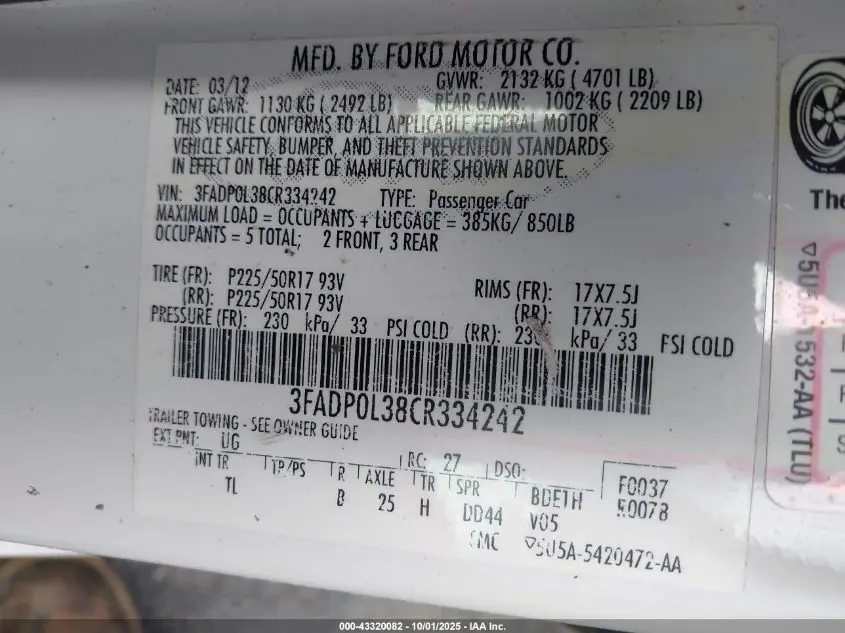 MFD. BY FORD MOTOR CO.
DATE: 03/12 GVWR: 2132 KG ( 4701 LB)
FRONT GAWR: 1130 KG ( 2492 LB) REAR GAWR: 1002 KG ( 2209 LB)
THIS VEHICLE CONFORMS TO ALL APPLICABLE FEDERAL MOTOR
VEHICLE SAFETY, BUMPER, AND THEFT PREVENTION STANDARDS
IN EFFECT ON THE DATE OF MANUFACTURE SHOWN ABOVE.
VIN: 3FADP0L38CR334242 TYPE: Passenger Car
MAXIMUM LOAD = OCCUPANTS + LUGGAGE = 385KG/ 850LB
OCCUPANTS = 5 TOTAL; 2 FRONT, 3 REAR
TIRE (FR): P225/50R17 93V RIMS (FR): 17X7.5J
(RR): P225/50R17 93V (RR): 17X7.5J
PRESSURE (FR): 230 kPa/ 33 PSI COLD (RR): 23 kPa/ 33 PSI COLD
3FADP0L38CR334242
TRAILER TOWING - SEE OWNER GUIDE
EXT PNT: UG RC: 27 DSO:
INT TR TP/PS R AXLE TR SPR F0037
TL B 25 H DD44 V05 R0078
SMC ▽5U5A-5420472-AA
The
▽5U5A-1532-AA (TLU)
000-43320082 - 10/01/2025 - IAA Inc.